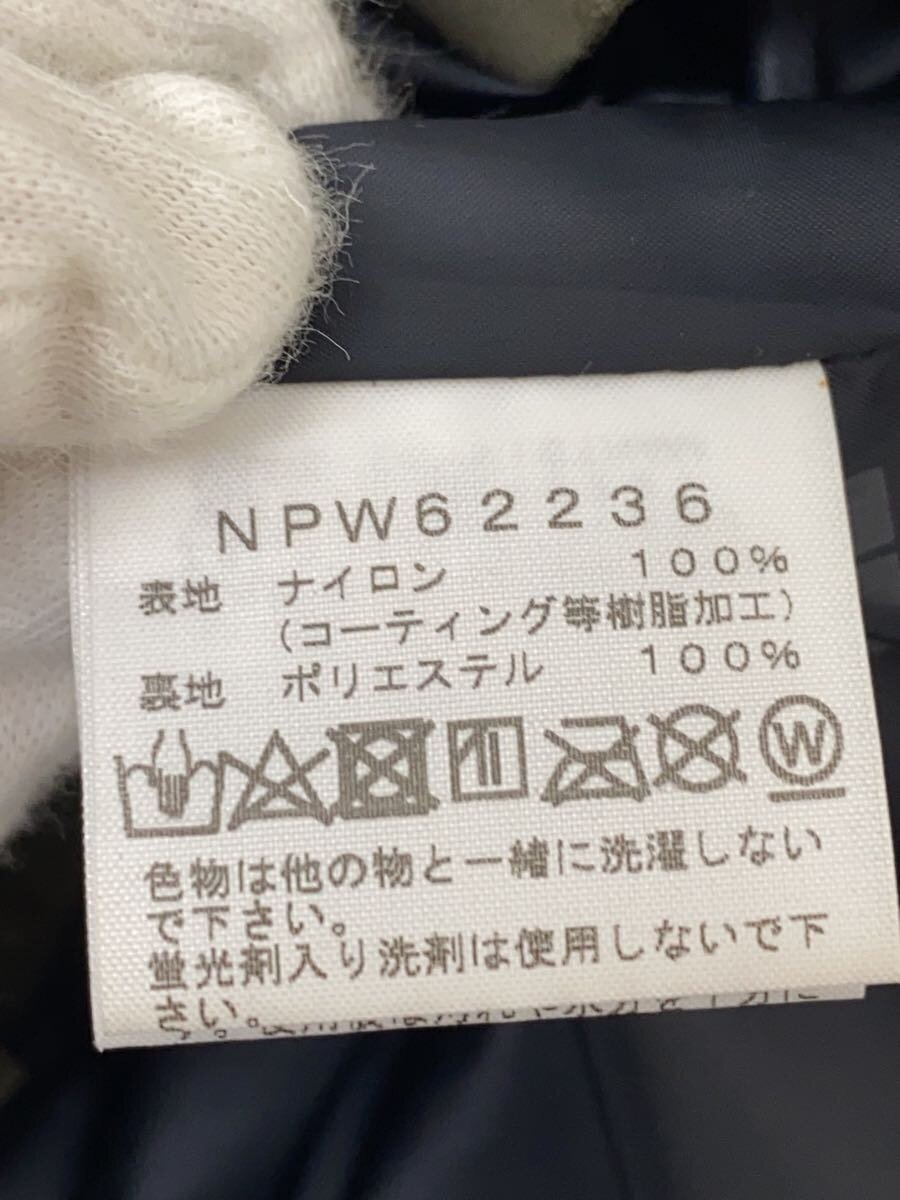 NPW62236
表地 ナイロン 100%
(コーティング等樹脂加工)
裏地 ポリエステル 100%
W
色物は他の物と一緒に洗濯しない
で下さい。
蛍光剤入り洗剤は使用しないで下
さい。